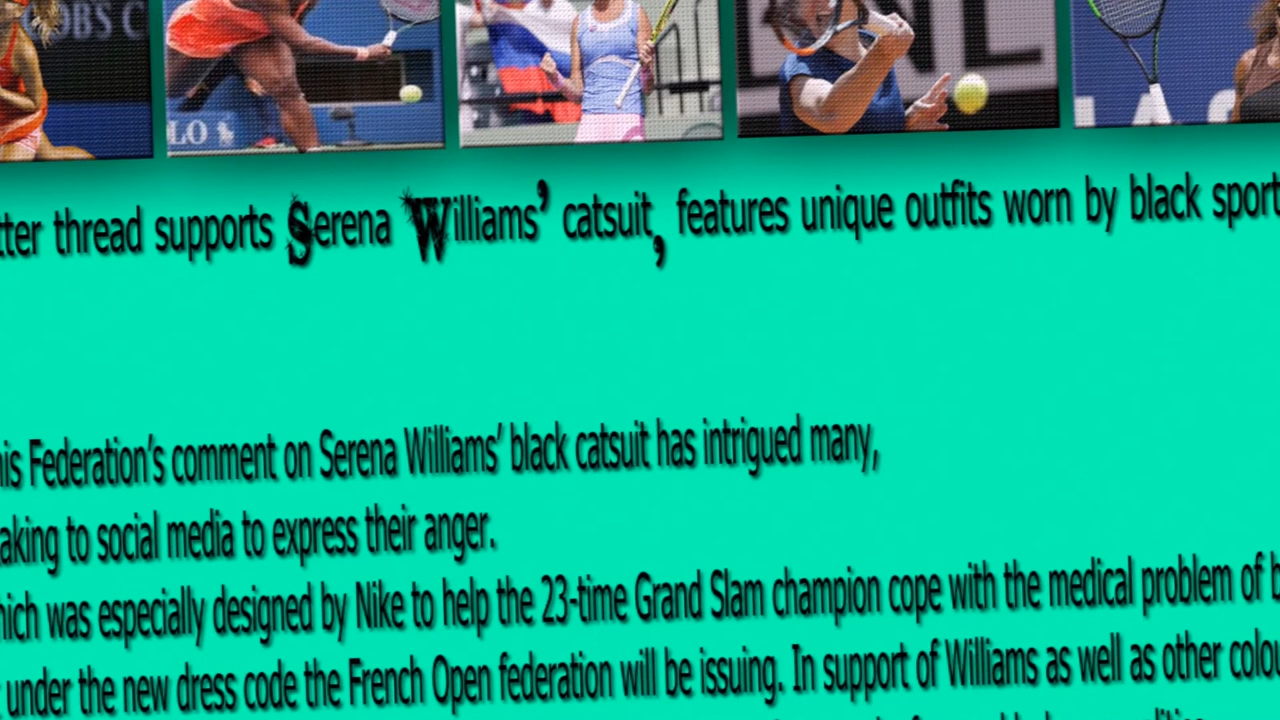 OB'S C
LO
tter thread supports Serena Williams’ catsuit, features unique outfits worn by black sport
his Federation’s comment on Serena Williams’ black catsuit has intrigued many,
aking to social media to express their anger.
hich was especially designed by Nike to help the 23-time Grand Slam champion cope with the medical problem of b
under the new dress code the French Open federation will be issuing. In support of Williams as well as other colou